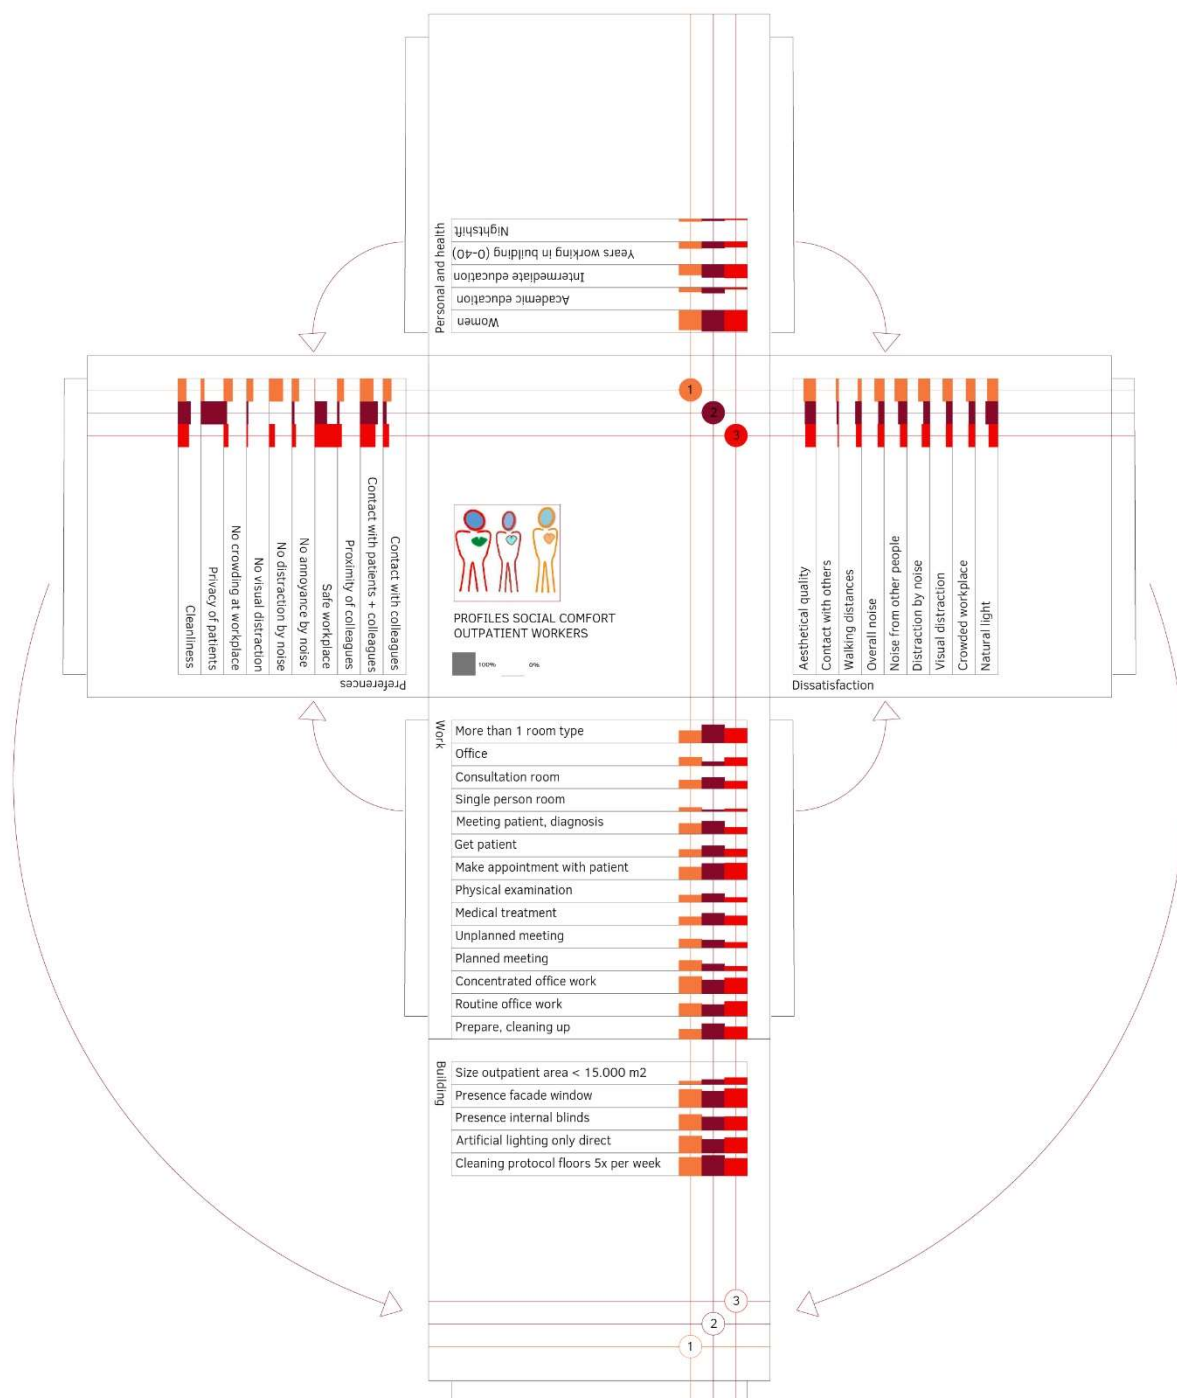 Personal and health
Nightshift
Years working in building (0-40)
Intermediate education
Academic education
Women
1
2
3
Cleanliness
Privacy of patients
No crowding at workplace
No visual distraction
No distraction by noise
No annoyance by noise
Safe workplace
Proximity of colleagues
Contact with patients + colleagues
Contact with colleagues
Preferences
PROFILES SOCIAL COMFORT
OUTPATIENT WORKERS
100% 0%
Aesthetical quality
Contact with others
Walking distances
Overall noise
Noise from other people
Distraction by noise
Visual distraction
Crowded workplace
Natural light
Dissatisfaction
Work
More than 1 room type
Office
Consultation room
Single person room
Meeting patient, diagnosis
Get patient
Make appointment with patient
Physical examination
Medical treatment
Unplanned meeting
Planned meeting
Concentrated office work
Routine office work
Prepare, cleaning up
Building
Size outpatient area < 15.000 m2
Presence facade window
Presence internal blinds
Artificial lighting only direct
Cleaning protocol floors 5x per week
3
2
1